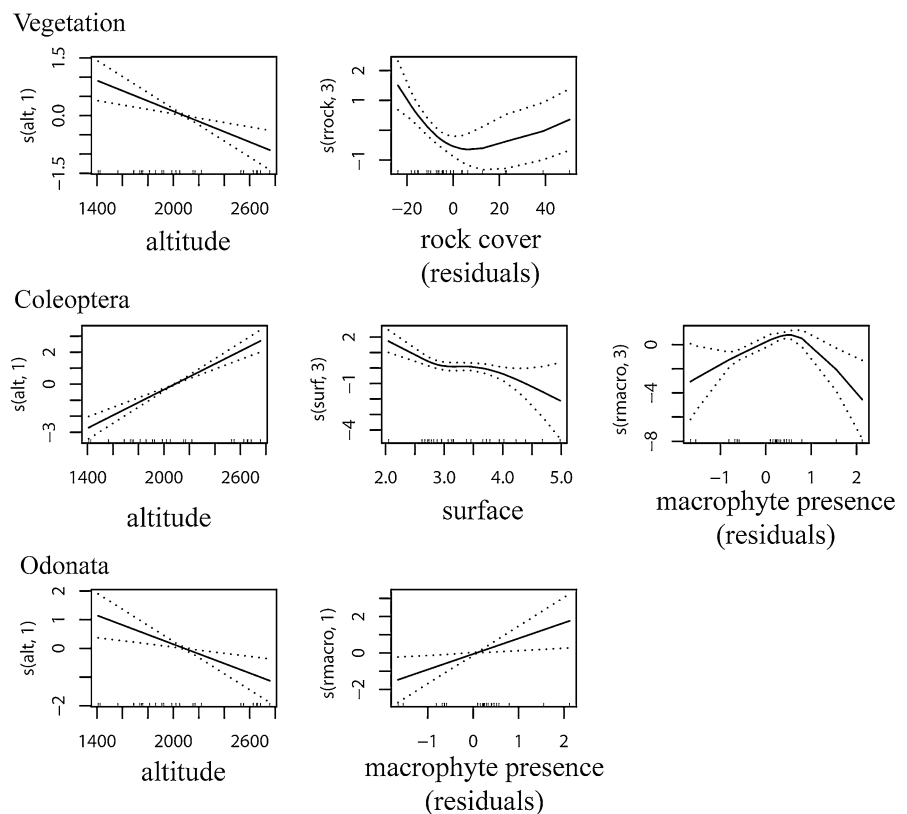 Vegetation
s(alt, 1)
1.5
0.0
−1.5
1400 2000 2600
altitude
s(rrock, 3)
2
1
−1
−20 0 20 40
rock cover
(residuals)
Coleoptera
s(alt, 1)
2
0
−3
1400 2000 2600
altitude
s(surf, 3)
2
−1
−4
2.0 3.0 4.0 5.0
surface
s(rmacro, 3)
0
−4
−8
−1 0 1 2
macrophyte presence
(residuals)
Odonata
s(alt, 1)
2
0
−2
1400 2000 2600
altitude
s(rmacro, 1)
2
0
−2
−1 0 1 2
macrophyte presence
(residuals)